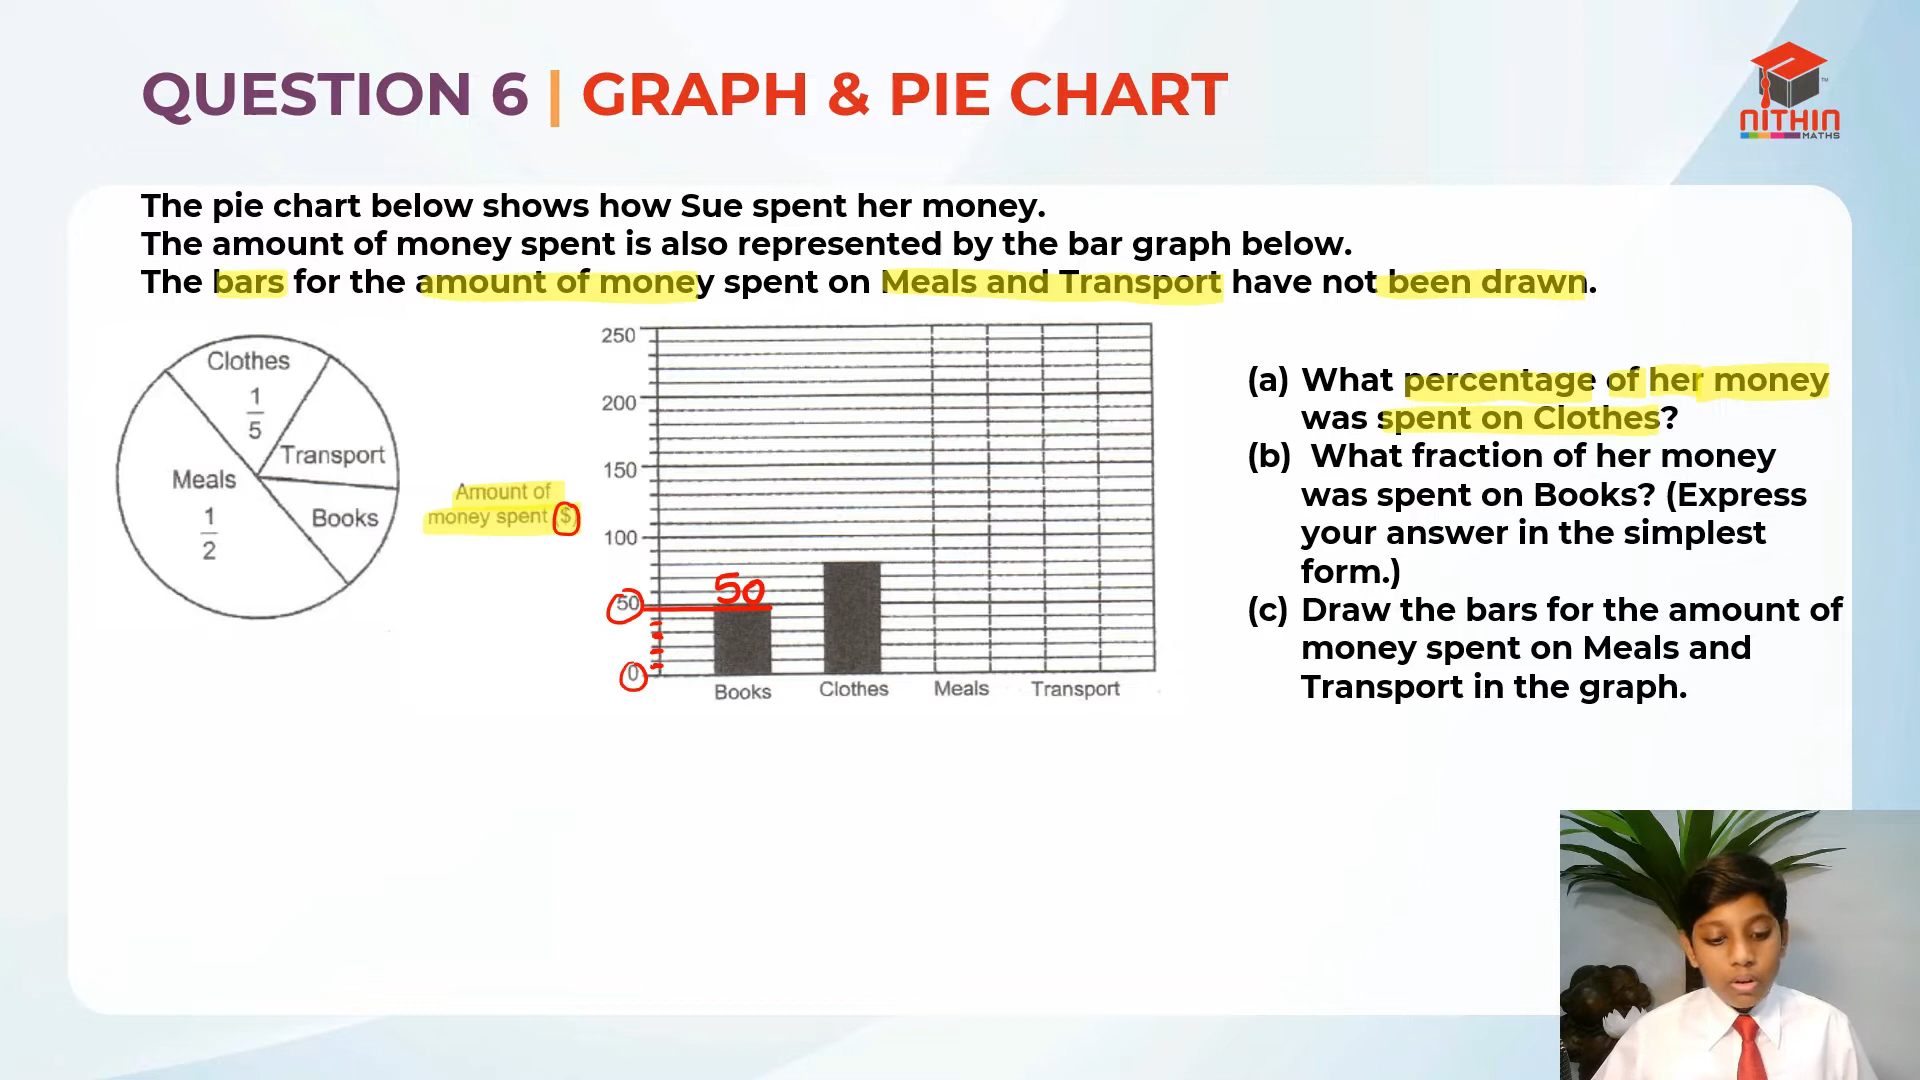 QUESTION 6 | GRAPH & PIE CHART
NITHIN
MATHS
TM
The pie chart below shows how Sue spent her money.
The amount of money spent is also represented by the bar graph below.
The bars for the amount of money spent on Meals and Transport have not been drawn.
Clothes
1
5
Transport
Meals
1
2
Books
Amount of
money spent ($)
250
200
150
100
50
0
50
Books
Clothes
Meals
Transport
(a) What percentage of her money
was spent on Clothes?
(b) What fraction of her money
was spent on Books? (Express
your answer in the simplest
form.)
(c) Draw the bars for the amount of
money spent on Meals and
Transport in the graph.